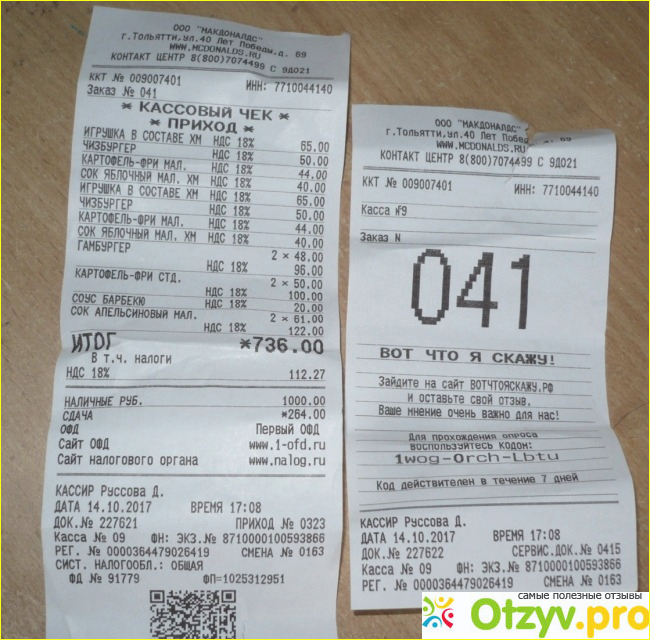 ООО "МАКДОНАЛДС"
г.Тольятти,ул.40 Лет Победы,д. 69
WWW.MCDONALDS.RU
КОНТАКТ ЦЕНТР 8(800)7074499 С 9ДО21
ККТ № 009007401 ИНН: 7710044140
Заказ № 041
* КАССОВЫЙ ЧЕК *
* ПРИХОД *
ИГРУШКА В СОСТАВЕ ХМ НДС 18% 65.00
ЧИЗБУРГЕР НДС 18% 50.00
КАРТОФЕЛЬ-ФРИ МАЛ. НДС 18% 44.00
СОК ЯБЛОЧНЫЙ МАЛ. ХМ НДС 18% 40.00
ИГРУШКА В СОСТАВЕ ХМ НДС 18% 65.00
ЧИЗБУРГЕР НДС 18% 50.00
КАРТОФЕЛЬ-ФРИ МАЛ. НДС 18% 44.00
СОК ЯБЛОЧНЫЙ МАЛ. ХМ НДС 18% 40.00
ГАМБУРГЕР 2 × 48.00
НДС 18% 96.00
КАРТОФЕЛЬ-ФРИ СТД. 2 × 50.00
НДС 18% 100.00
СОУС БАРБЕКЮ НДС 18% 20.00
СОК АПЕЛЬСИНОВЫЙ МАЛ. 2 × 61.00
НДС 18% 122.00
ИТОГ *736.00
В т.ч. налоги
НДС 18% 112.27
НАЛИЧНЫЕ РУБ. 1000.00
СДАЧА *264.00
ОФД Первый ОФД
Сайт ОФД www.1-ofd.ru
Сайт налогового органа www.nalog.ru
КАССИР Руссова Д.
ДАТА 14.10.2017 ВРЕМЯ 17:08
ДОК.№ 227621 ПРИХОД № 0323
Касса № 09 ФН: ЭКЗ.№ 8710000100593866
РЕГ. № 0000364479026419 СМЕНА № 0163
СИСТ. НАЛОГООБЛ.: ОБЩАЯ
ФД № 91779 ФП=1025312951
ООО "МАКДОНАЛДС"
г.Тольятти,ул.40 Лет Победы,д. 69
WWW.MCDONALDS.RU
КОНТАКТ ЦЕНТР 8(800)7074499 С 9ДО21
ККТ № 009007401 ИНН: 7710044140
Касса №9
Заказ N
041
ВОТ ЧТО Я СКАЖУ!
Зайдите на сайт ВОТЧТОЯСКАЖУ.РФ
и оставьте свой отзыв.
Ваше мнение очень важно для нас!
Для прохождения опроса
воспользуйтесь кодом:
1wog-Orch-Lbtu
Код действителен в течение 7 дней
КАССИР Руссова Д.
ДАТА 14.10.2017 ВРЕМЯ 17:08
ДОК.№ 227622 СЕРВИС.ДОК.№ 0415
Касса № 09 ФН: ЭКЗ.№ 8710000100593866
РЕГ. № 0000364479026419 СМЕНА № 0163
самые полезные отзывы
Otzyv.pro